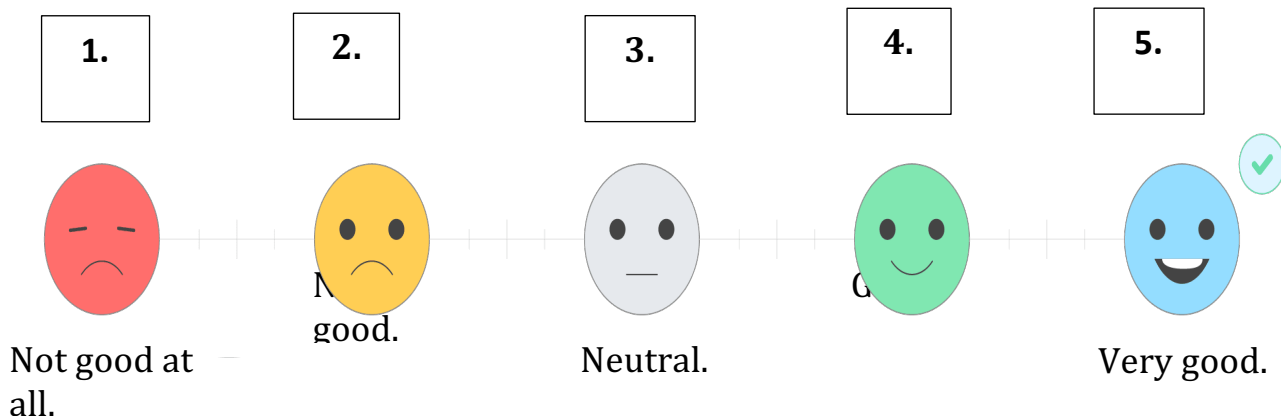 1.
2.
3.
4.
5.
good.
Not good at
all.
Neutral.
Very good.